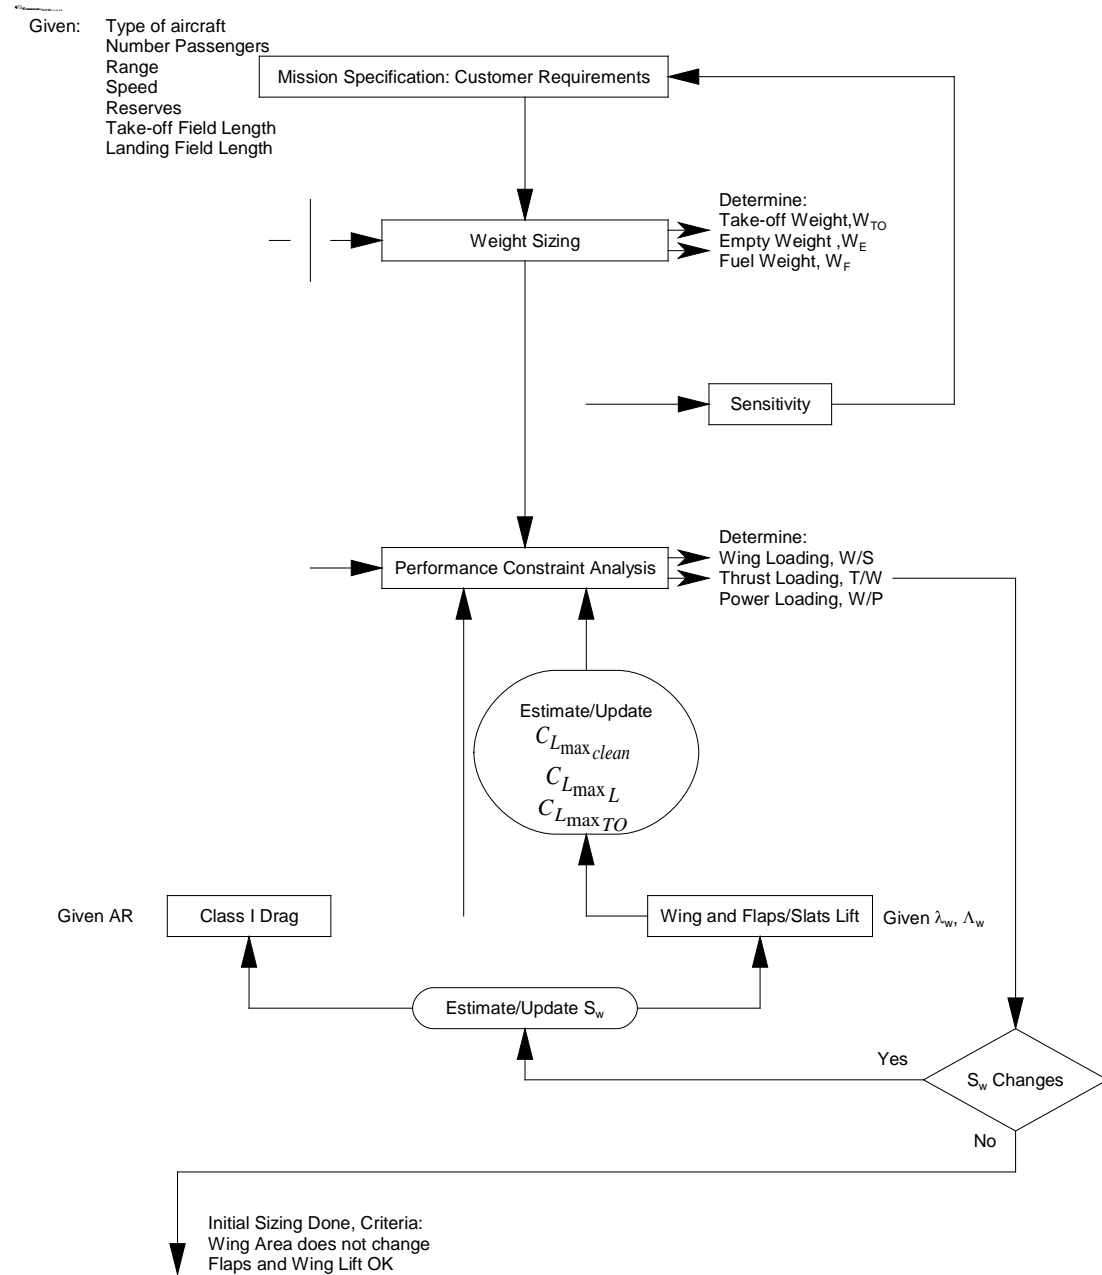 Given: Type of aircraft
Number Passengers
Range
Speed
Reserves
Take-off Field Length
Landing Field Length
Mission Specification: Customer Requirements
Weight Sizing
Determine:
Take-off Weight,W_TO
Empty Weight ,W_E
Fuel Weight, W_F
Sensitivity
Performance Constraint Analysis
Determine:
Wing Loading, W/S
Thrust Loading, T/W
Power Loading, W/P
Estimate/Update
C_L_max_clean
C_L_max_L
C_L_max_TO
Given AR
Class I Drag
Wing and Flaps/Slats Lift
Given λ_w, Λ_w
Estimate/Update S_w
Yes
S_w Changes
No
Initial Sizing Done, Criteria:
Wing Area does not change
Flaps and Wing Lift OK